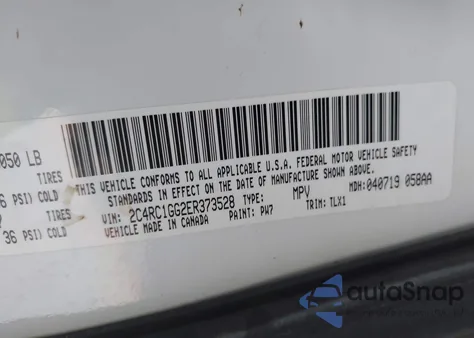 050 LB
TIRES
6 PSI) COLD
TIRES
36 PSI) COLD
THIS VEHICLE CONFORMS TO ALL APPLICABLE U.S.A. FEDERAL MOTOR VEHICLE SAFETY
STANDARDS IN EFFECT ON THE DATE OF MANUFACTURE SHOWN ABOVE.
VIN: 2C4RC1GG2ER373528 TYPE: MPV MDH: 040719 058AA
VEHICLE MADE IN CANADA PAINT: PW7 TRIM: TLX1
autoSnap